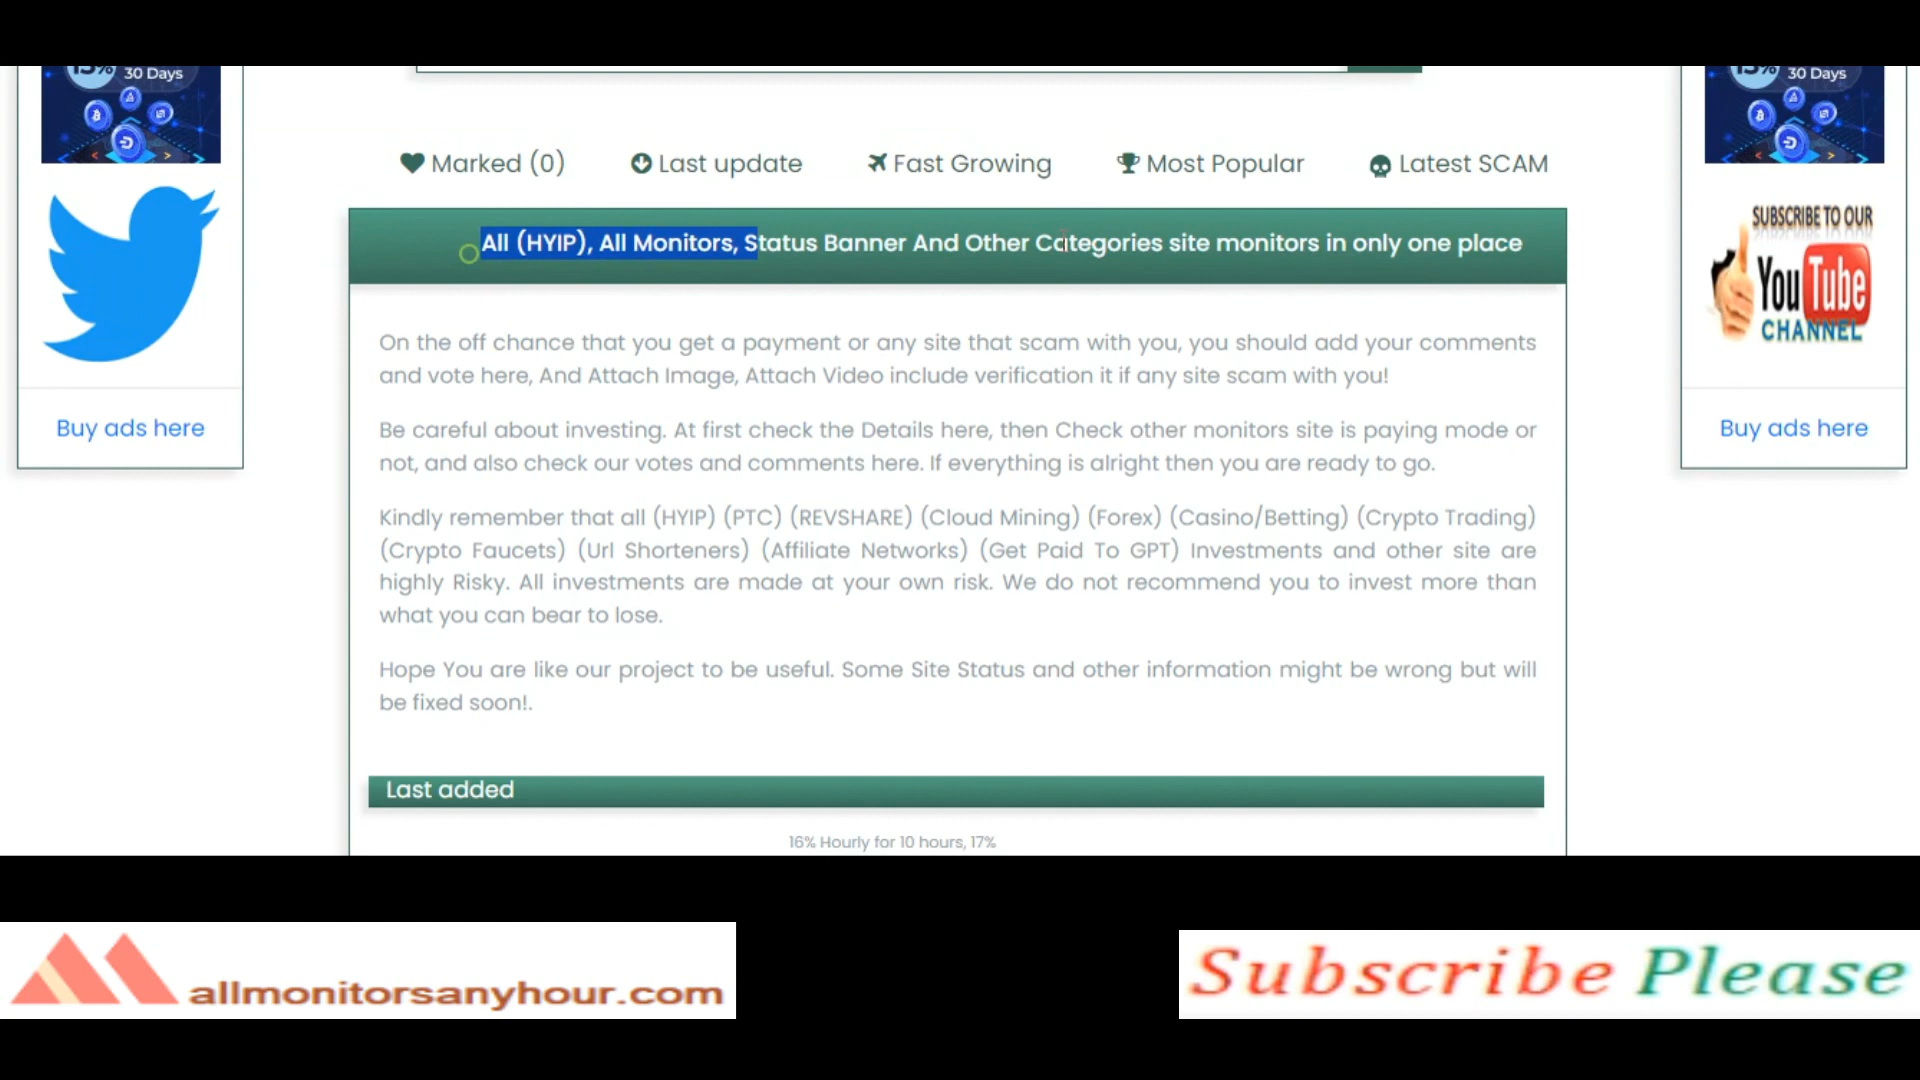 15%
30 Days
15%
30 Days
Marked (0)
Last update
Fast Growing
Most Popular
Latest SCAM
All (HYIP), All Monitors, Status Banner And Other Categories site monitors in only one place
SUBSCRIBE TO OUR
YouTube
CHANNEL
On the off chance that you get a payment or any site that scam with you, you should add your comments
and vote here, And Attach Image, Attach Video include verification it if any site scam with you!
Buy ads here
Be careful about investing. At first check the Details here, then Check other monitors site is paying mode or
not, and also check our votes and comments here. If everything is alright then you are ready to go.
Buy ads here
Kindly remember that all (HYIP) (PTC) (REVSHARE) (Cloud Mining) (Forex) (Casino/Betting) (Crypto Trading)
(Crypto Faucets) (Url Shorteners) (Affiliate Networks) (Get Paid To GPT) Investments and other site are
highly Risky. All investments are made at your own risk. We do not recommend you to invest more than
what you can bear to lose.
Hope You are like our project to be useful. Some Site Status and other information might be wrong but will
be fixed soon!.
Last added
16% Hourly for 10 hours, 17%
allmonitorsanyhour.com
Subscribe Please